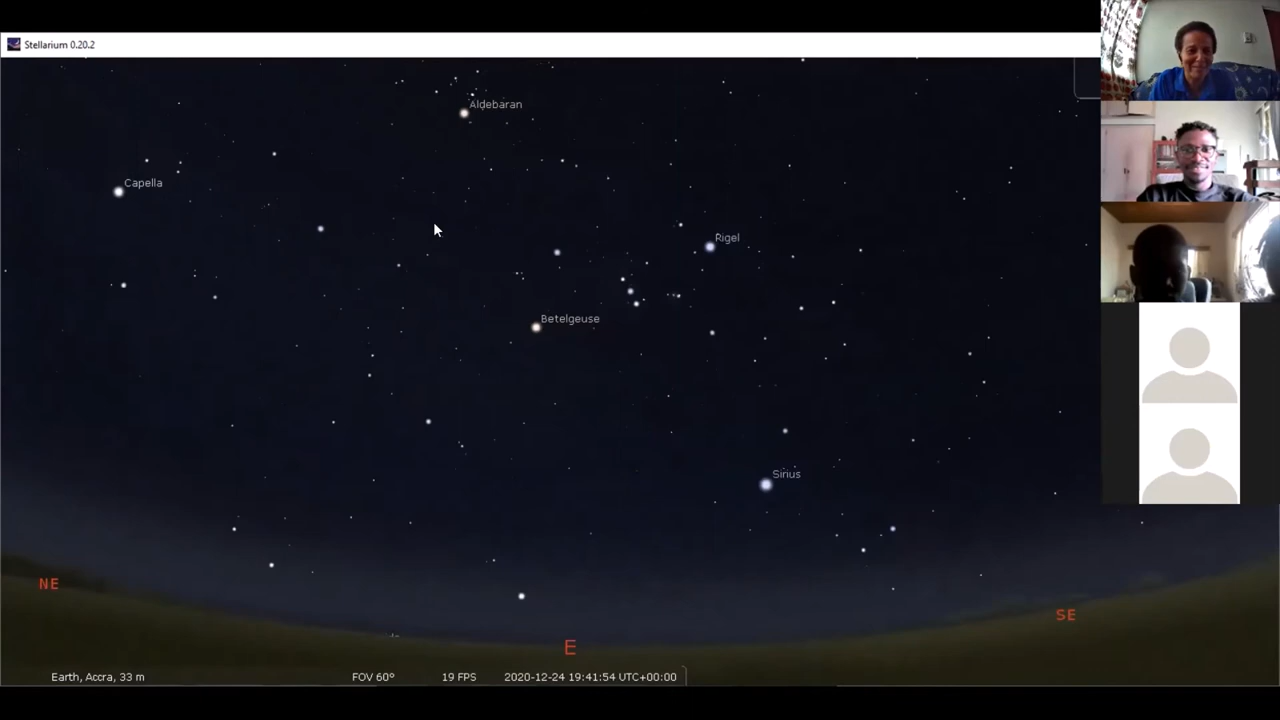 Stellarium 0.20.2
Aldebaran
Capella
Rigel
Betelgeuse
Sirius
NE
SE
E
Earth, Accra, 33 m FOV 60° 19 FPS 2020-12-24 19:41:54 UTC+00:00